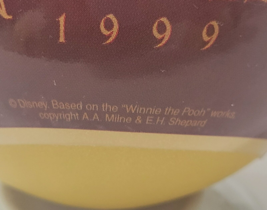 1999
© Disney. Based on the "Winnie the Pooh" works
copyright A.A. Milne & E.H. Shepard